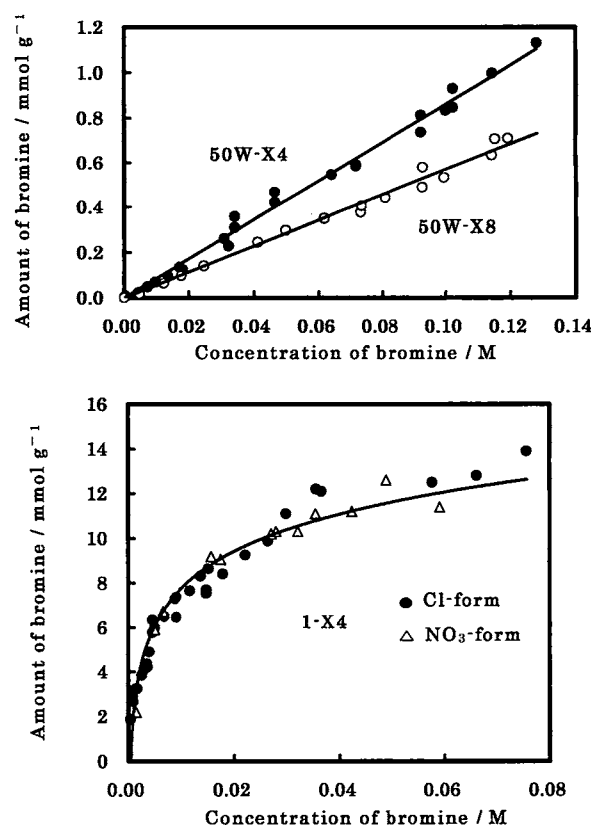 Amount of bromine / mmol g⁻¹
1.2
1.0
0.8
0.6
0.4
0.2
0.0
50W-X4
50W-X8
0.00 0.02 0.04 0.06 0.08 0.10 0.12 0.14
Concentration of bromine / M
Amount of bromine / mmol g⁻¹
16
14
12
10
8
6
4
2
0
Cl-form
NO₃-form
1-X4
0.00 0.02 0.04 0.06 0.08
Concentration of bromine / M